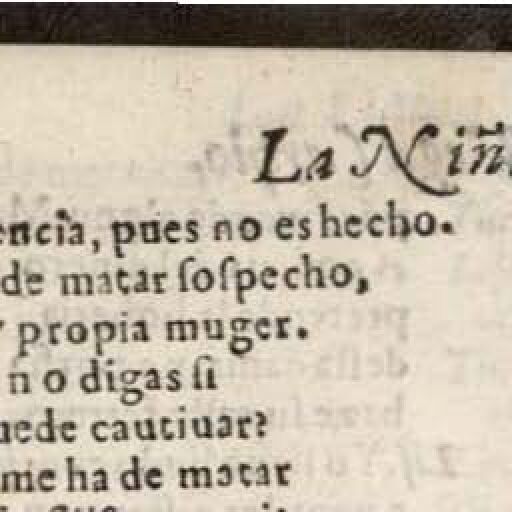 La Niñ
encia, pues no es hecho.
de matar sospecho,
propia muger.
no digas si
uede cautiuar?
me ha de matar